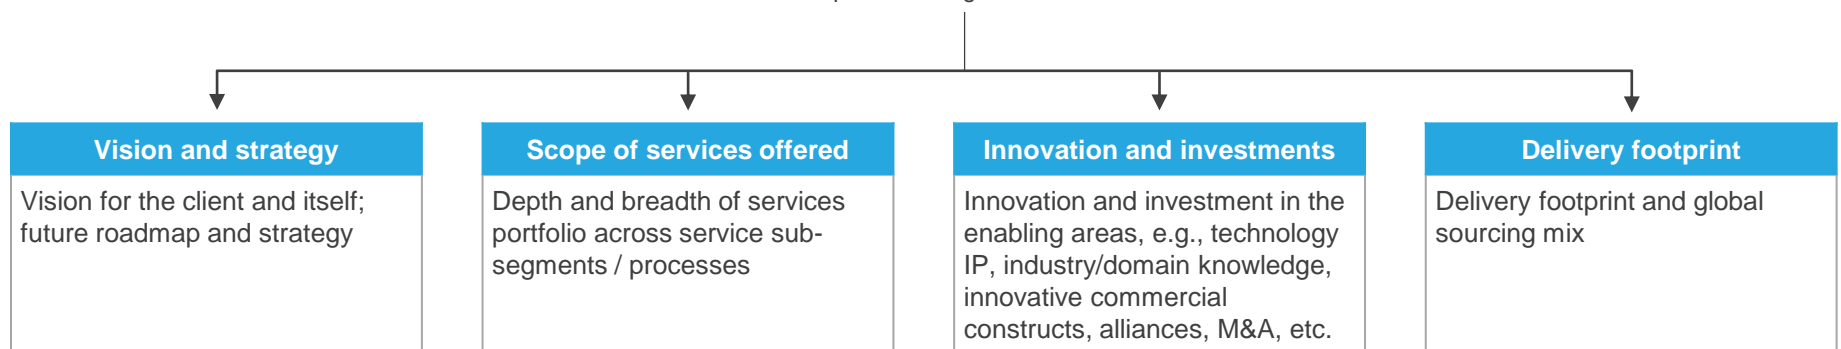 Vision and strategy
Vision for the client and itself;
future roadmap and strategy
Scope of services offered
Depth and breadth of services
portfolio across service sub-
segments / processes
Innovation and investments
Innovation and investment in the
enabling areas, e.g., technology
IP, industry/domain knowledge,
innovative commercial
constructs, alliances, M&A, etc.
Delivery footprint
Delivery footprint and global
sourcing mix